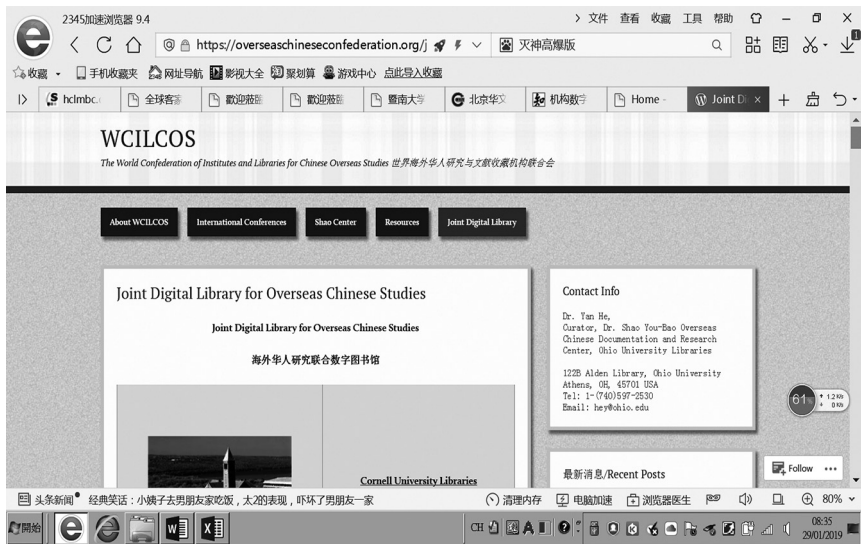 2345加速浏览器 9.4
文件 查看 收藏 工具 帮助
https://overseaschineseconfederation.org/j
灭神高爆版
收藏 手机收藏夹 网址导航 影视大全 聚划算 游戏中心 点此导入收藏
hclmbc.c 全球客家 歡迎蒞臨 歡迎蒞臨 暨南大学 北京华文 机构数字 Home - Joint Di
WCILCOS
The World Confederation of Institutes and Libraries for Chinese Overseas Studies 世界海外华人研究与文献收藏机构联合会
About WCILCOS International Conferences Shao Center Resources Joint Digital Library
Joint Digital Library for Overseas Chinese Studies
Joint Digital Library for Overseas Chinese Studies
海外华人研究联合数字图书馆
Cornell University Libraries
Contact Info
Dr. Yan He,
Curator, Dr. Shao You-Bao Overseas
Chinese Documentation and Research
Center, Ohio University Libraries
122B Alden Library, Ohio University
Athens, OH, 45701 USA
Tel: 1-(740)597-2530
Email: hey@ohio.edu
61%
1.2 K/s
0 K/s
最新消息/Recent Posts
Follow
头条新闻 经典笑话：小姨子去男朋友家吃饭，太2的表现，吓坏了男朋友一家 清理内存 电脑加速 浏览器医生 80%
開始
CH
08:35
29/01/2019